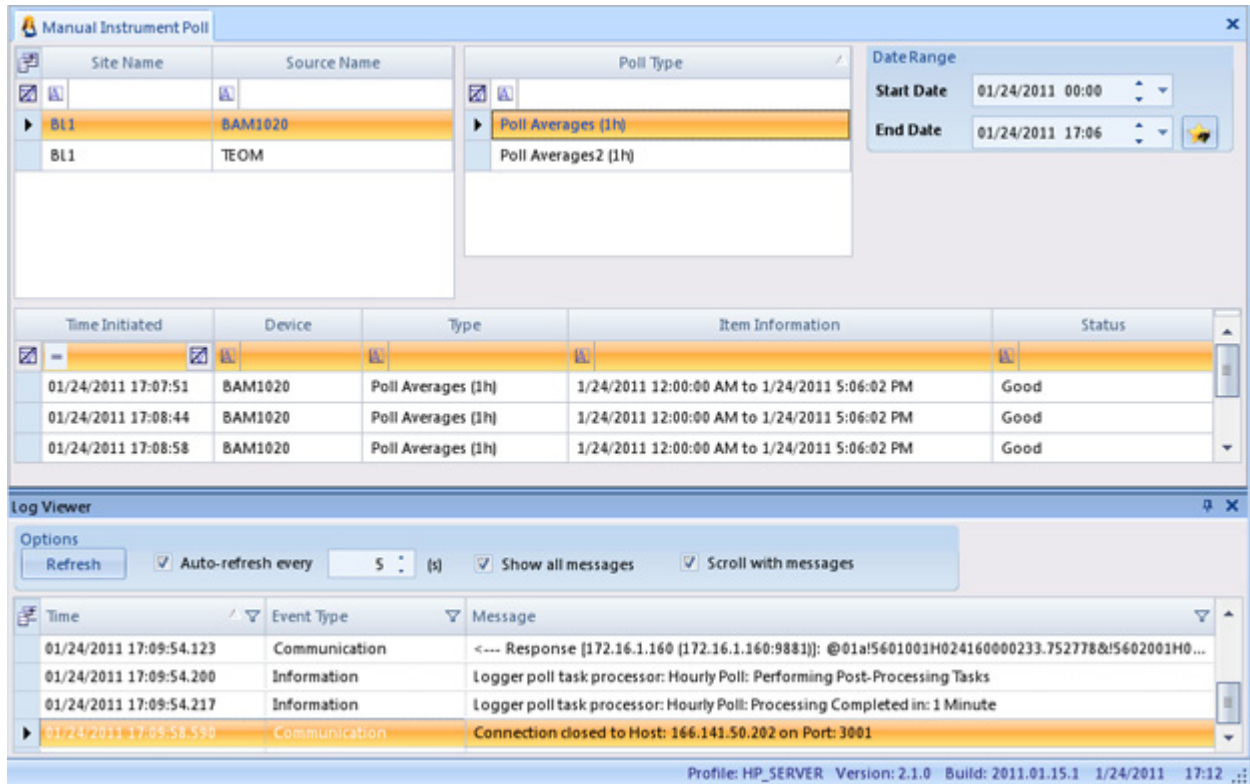 Manual Instrument Poll
Site Name Source Name
BL1 BAM1020
BL1 TEOM
Poll Type
Poll Averages (1h)
Poll Averages2 (1h)
Date Range
Start Date 01/24/2011 00:00
End Date 01/24/2011 17:06
Time Initiated Device Type Item Information Status
=
01/24/2011 17:07:51 BAM1020 Poll Averages (1h) 1/24/2011 12:00:00 AM to 1/24/2011 5:06:02 PM Good
01/24/2011 17:08:44 BAM1020 Poll Averages (1h) 1/24/2011 12:00:00 AM to 1/24/2011 5:06:02 PM Good
01/24/2011 17:08:58 BAM1020 Poll Averages (1h) 1/24/2011 12:00:00 AM to 1/24/2011 5:06:02 PM Good
Log Viewer
Options
Refresh Auto-refresh every 5 (s) Show all messages Scroll with messages
Time Event Type Message
01/24/2011 17:09:54.123 Communication <--- Response [172.16.1.160 (172.16.1.160:9881)]: @01a!5601001H024160000233.752778&!5602001H0...
01/24/2011 17:09:54.200 Information Logger poll task processor: Hourly Poll: Performing Post-Processing Tasks
01/24/2011 17:09:54.217 Information Logger poll task processor: Hourly Poll: Processing Completed in: 1 Minute
01/24/2011 17:09:58.590 Communication Connection closed to Host: 166.141.50.202 on Port: 3001
Profile: HP_SERVER Version: 2.1.0 Build: 2011.01.15.1 1/24/2011 17:12